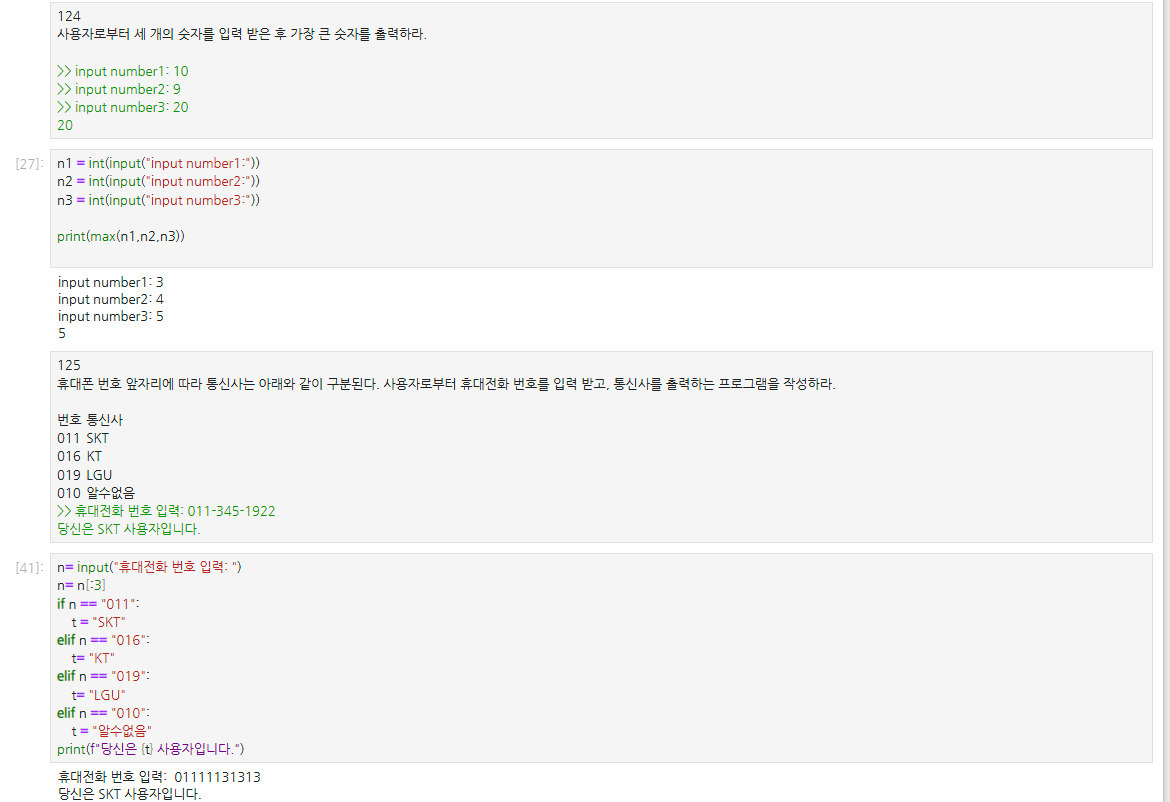 124
사용자로부터 세 개의 숫자를 입력 받은 후 가장 큰 숫자를 출력하라.
>> input number1: 10
>> input number2: 9
>> input number3: 20
20
[27]:
n1 = int(input("input number1:"))
n2 = int(input("input number2:"))
n3 = int(input("input number3:"))
print(max(n1,n2,n3))
input number1: 3
input number2: 4
input number3: 5
5
125
휴대폰 번호 앞자리에 따라 통신사는 아래와 같이 구분된다. 사용자로부터 휴대전화 번호를 입력 받고, 통신사를 출력하는 프로그램을 작성하라.
번호 통신사
011 SKT
016 KT
019 LGU
010 알수없음
>> 휴대전화 번호 입력: 011-345-1922
당신은 SKT 사용자입니다.
[41]:
n= input("휴대전화 번호 입력: ")
n= n[:3]
if n == "011":
    t = "SKT"
elif n == "016":
    t= "KT"
elif n == "019":
    t= "LGU"
elif n == "010":
    t = "알수없음"
print(f"당신은 {t} 사용자입니다.")
휴대전화 번호 입력:  01111131313
당신은 SKT 사용자입니다.